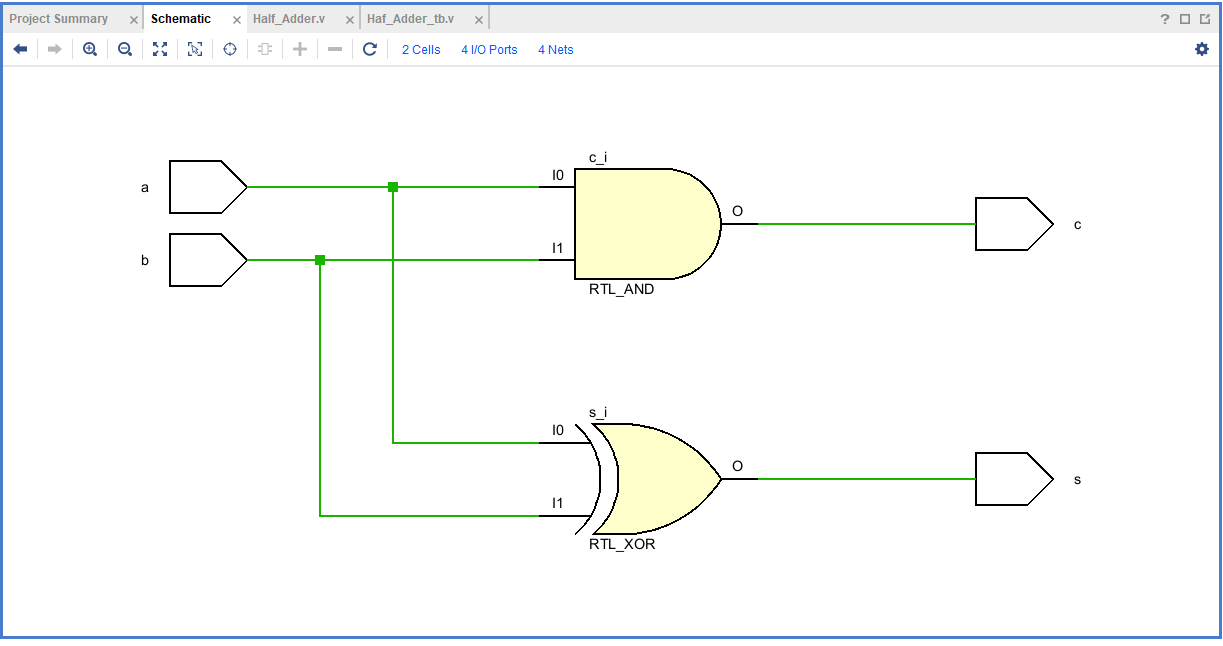 Project Summary × Schematic × Half_Adder.v × Haf_Adder_tb.v × ?
2 Cells 4 I/O Ports 4 Nets
c_i
a I0
O
c
b I1
RTL_AND
s_i
I0
O
s
I1
RTL_XOR